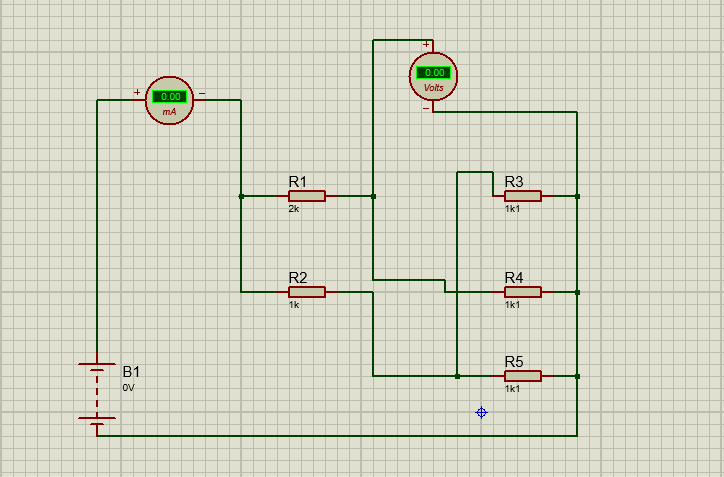 +
0.00
Volts
−
+
0.00
−
mA
R1
2k
R3
1k1
R2
1k
R4
1k1
B1
0V
R5
1k1